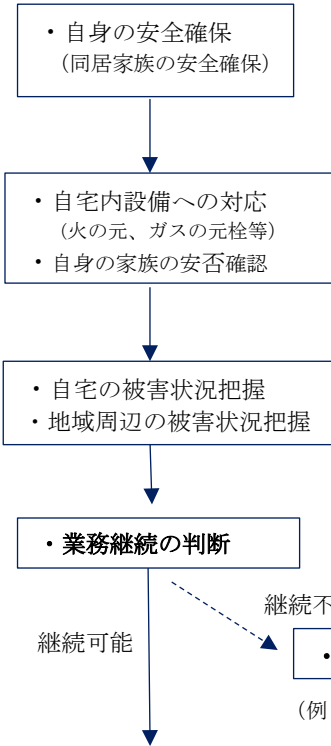 ・自身の安全確保
（同居家族の安全確保）
・自宅内設備への対応
（火の元、ガスの元栓等）
・自身の家族の安否確認
・自宅の被害状況把握
・地域周辺の被害状況把握
・業務継続の判断
継続不
継続可能
・
（例